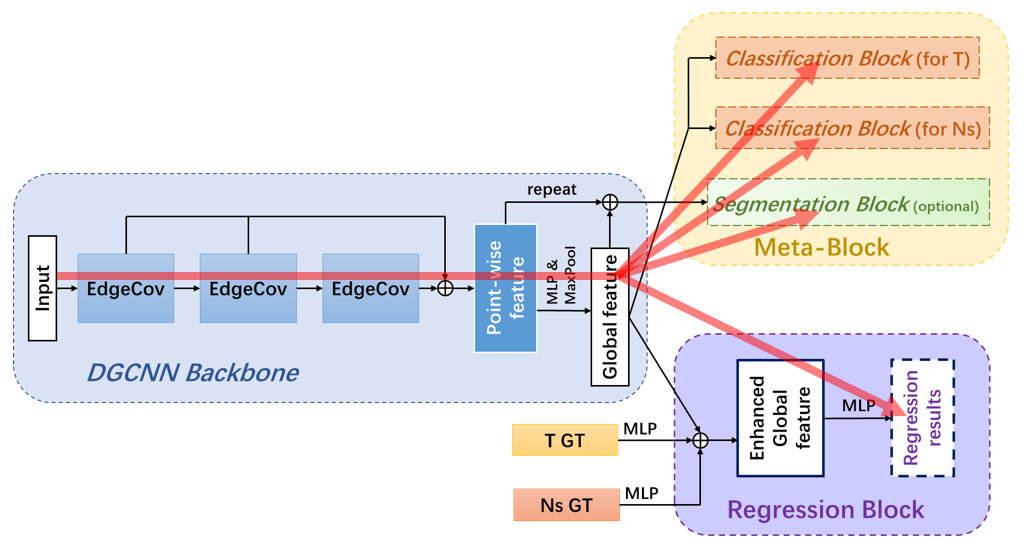 Classification Block (for T)
Classification Block (for Ns)
Segmentation Block (optional)
Meta-Block
repeat
Input
EdgeCov
EdgeCov
EdgeCov
Point-wise
feature
MLP &
MaxPool
Global feature
DGCNN Backbone
T GT
MLP
Ns GT
MLP
Enhanced
Global
feature
MLP
Regression
results
Regression Block